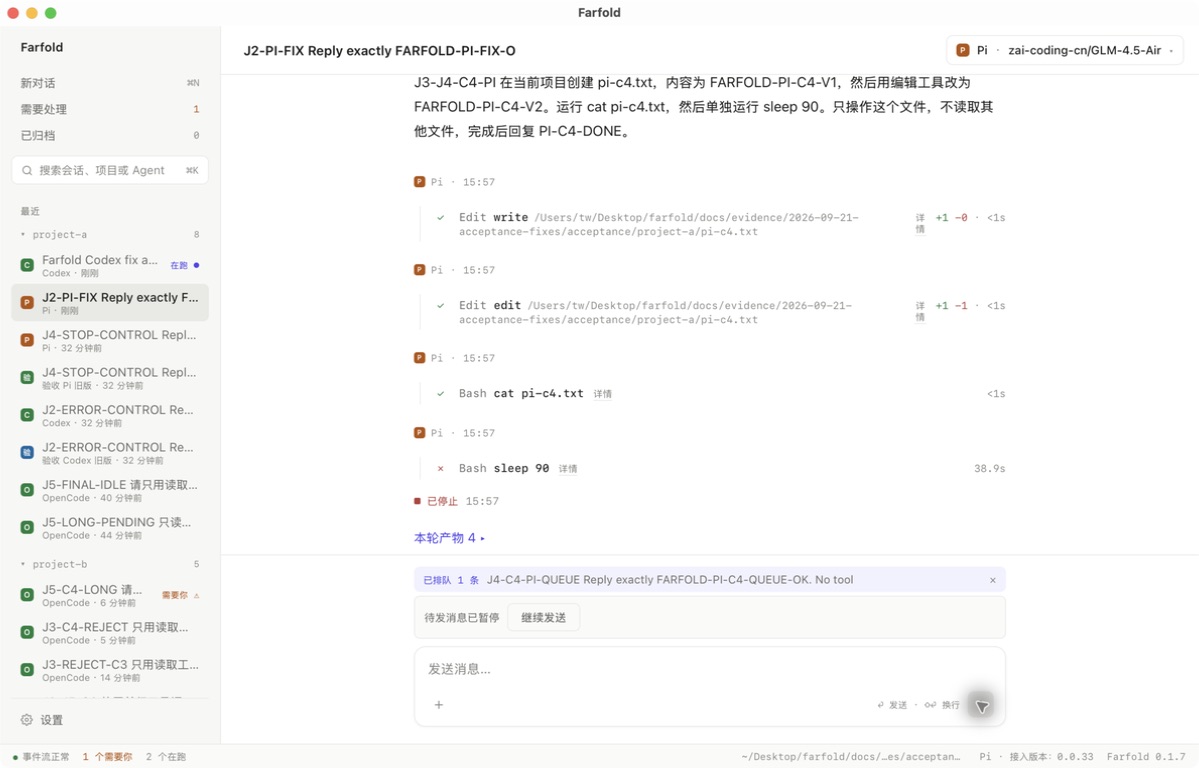 Farfold
Farfold
新对话 ⌘N
需要处理 1
已归档 0
搜索会话、项目或 Agent ⌘K
最近
project-a 8
C Farfold Codex fix a... 在跑
Codex · 刚刚
P J2-PI-FIX Reply exactly F...
Pi · 刚刚
P J4-STOP-CONTROL Repl...
Pi · 32 分钟前
验 J4-STOP-CONTROL Repl...
验收 Pi 旧版 · 32 分钟前
C J2-ERROR-CONTROL Re...
Codex · 32 分钟前
验 J2-ERROR-CONTROL Re...
验收 Codex 旧版 · 32 分钟前
O J5-FINAL-IDLE 请只用读取...
OpenCode · 40 分钟前
O J5-LONG-PENDING 只读...
OpenCode · 44 分钟前
project-b 5
O J5-C4-LONG 请... 需要你
OpenCode · 6 分钟前
O J3-C4-REJECT 只用读取...
OpenCode · 5 分钟前
O J3-REJECT-C3 只用读取工...
OpenCode · 14 分钟前
设置
J2-PI-FIX Reply exactly FARFOLD-PI-FIX-O
P Pi · zai-coding-cn/GLM-4.5-Air
J3-J4-C4-PI 在当前项目创建 pi-c4.txt，内容为 FARFOLD-PI-C4-V1，然后用编辑工具改为
FARFOLD-PI-C4-V2。运行 cat pi-c4.txt，然后单独运行 sleep 90。只操作这个文件，不读取其
他文件，完成后回复 PI-C4-DONE。
P Pi · 15:57
✓ Edit write /Users/tw/Desktop/farfold/docs/evidence/2026-09-21-
acceptance-fixes/acceptance/project-a/pi-c4.txt
详情 +1 −0 · <1s
P Pi · 15:57
✓ Edit edit /Users/tw/Desktop/farfold/docs/evidence/2026-09-21-
acceptance-fixes/acceptance/project-a/pi-c4.txt
详情 +1 −1 · <1s
P Pi · 15:57
✓ Bash cat pi-c4.txt 详情 <1s
P Pi · 15:57
× Bash sleep 90 详情 38.9s
已停止 15:57
本轮产物 4 ▸
已排队 1 条 J4-C4-PI-QUEUE Reply exactly FARFOLD-PI-C4-QUEUE-OK. No tool ×
待发消息已暂停 继续发送
发送消息...
+ 发送 · 换行
事件流正常 1 个需要你 2 个在跑
~/Desktop/farfold/docs/…es/acceptan… Pi · 接入版本: 0.0.33 Farfold 0.1.7